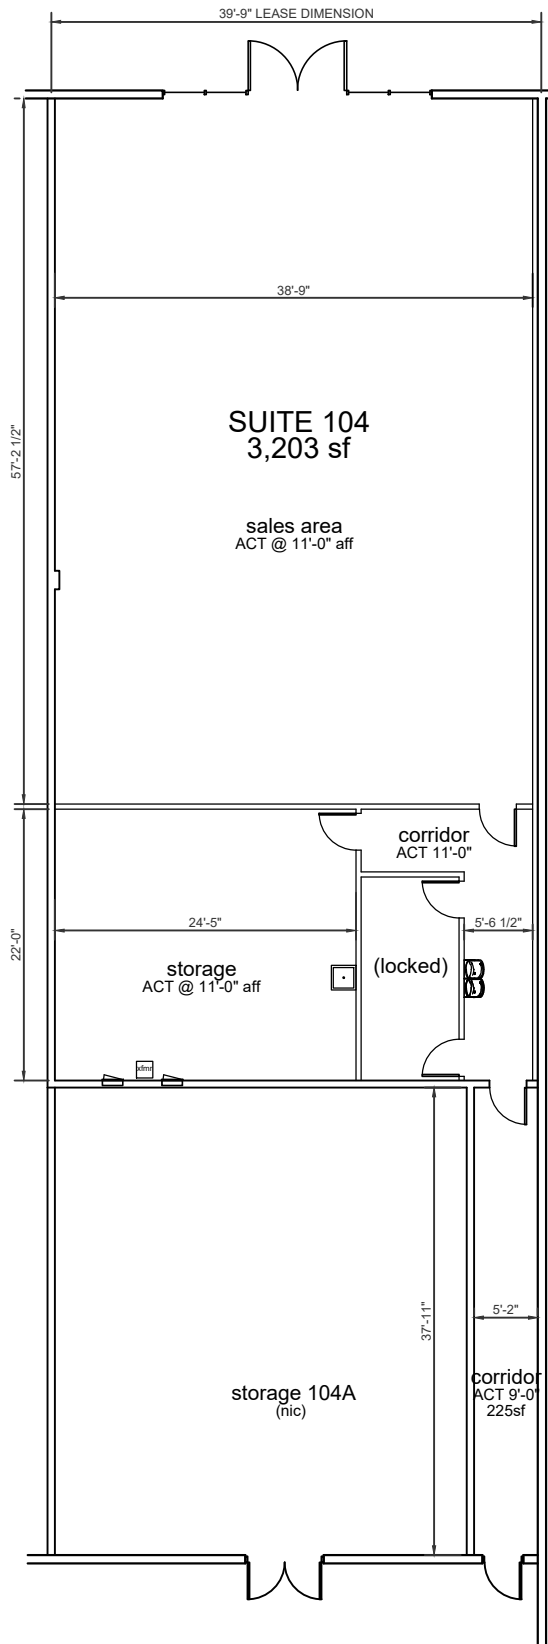 39'-9" LEASE DIMENSION
38'-9"
57'-2 1/2"
SUITE 104
3,203 sf
sales area
ACT @ 11'-0" aff
corridor
ACT 11'-0"
22'-0"
24'-5"
5'-6 1/2"
storage
ACT @ 11'-0" aff
(locked)
xfmr
37'-11"
5'-2"
corridor
ACT 9'-0"
225sf
storage 104A
(nic)